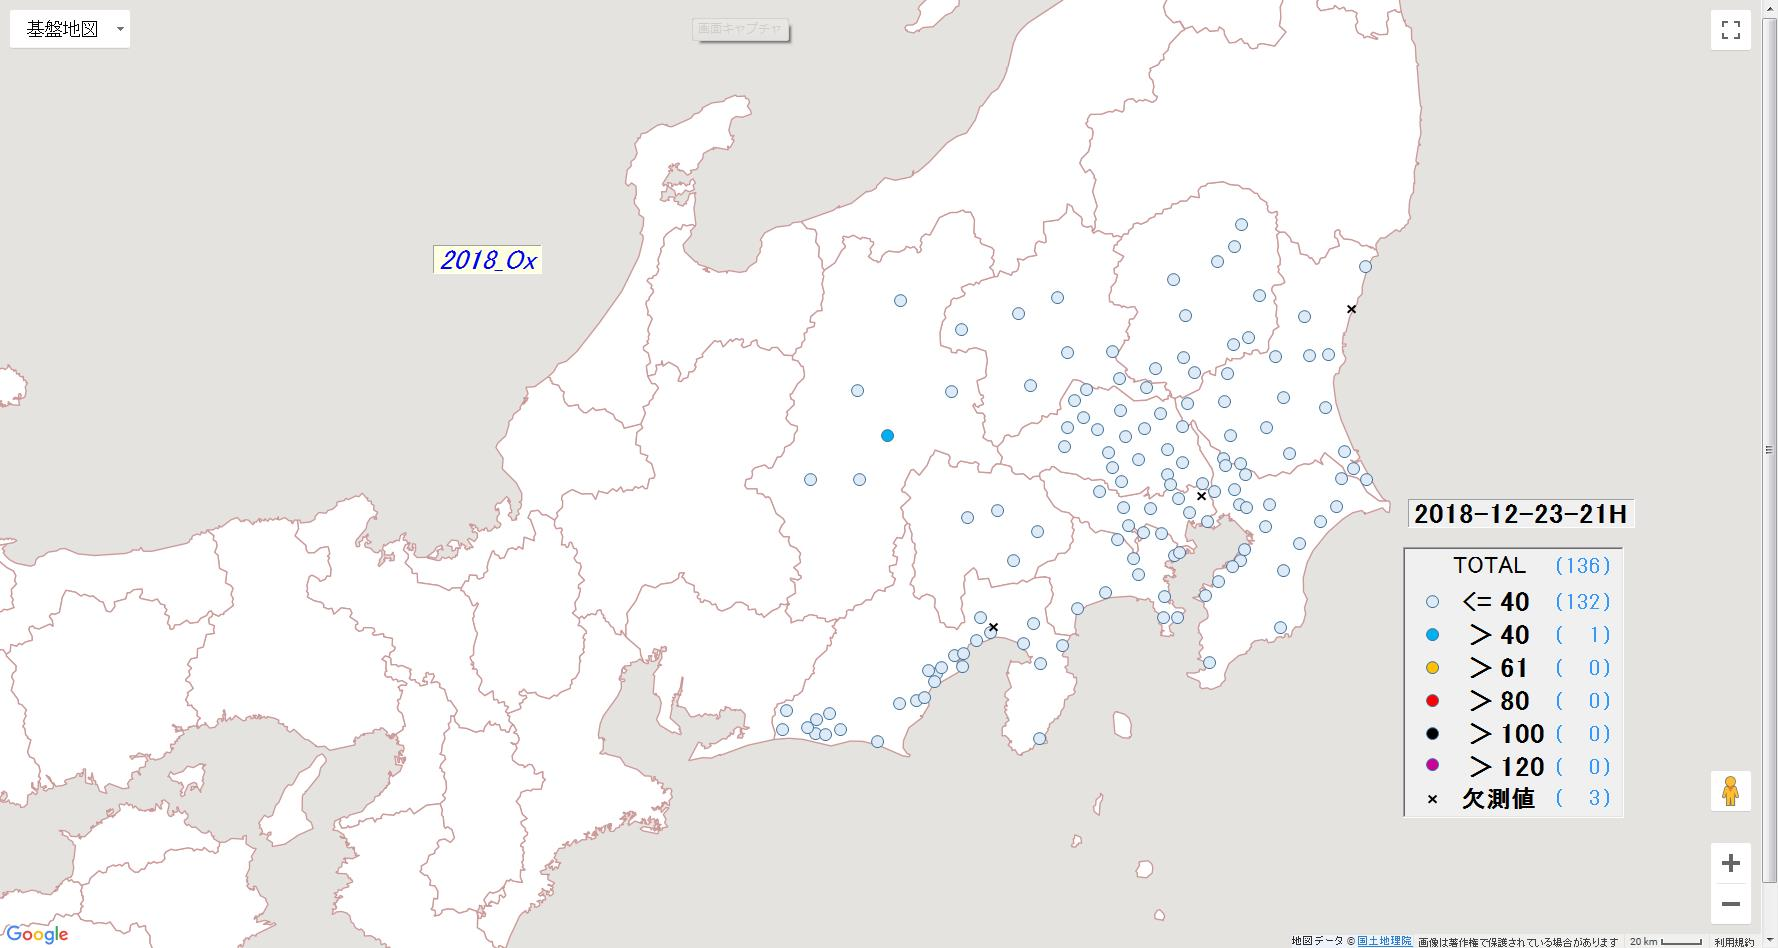 基盤地図
画面キャプチャ
2018_Ox
2018-12-23-21H
TOTAL (136)
<= 40 (132)
> 40 ( 1)
> 61 ( 0)
> 80 ( 0)
> 100 ( 0)
> 120 ( 0)
× 欠測値 ( 3)
Google
地図データ © 国土地理院 画像は著作権で保護されている場合があります 20 km 利用規約